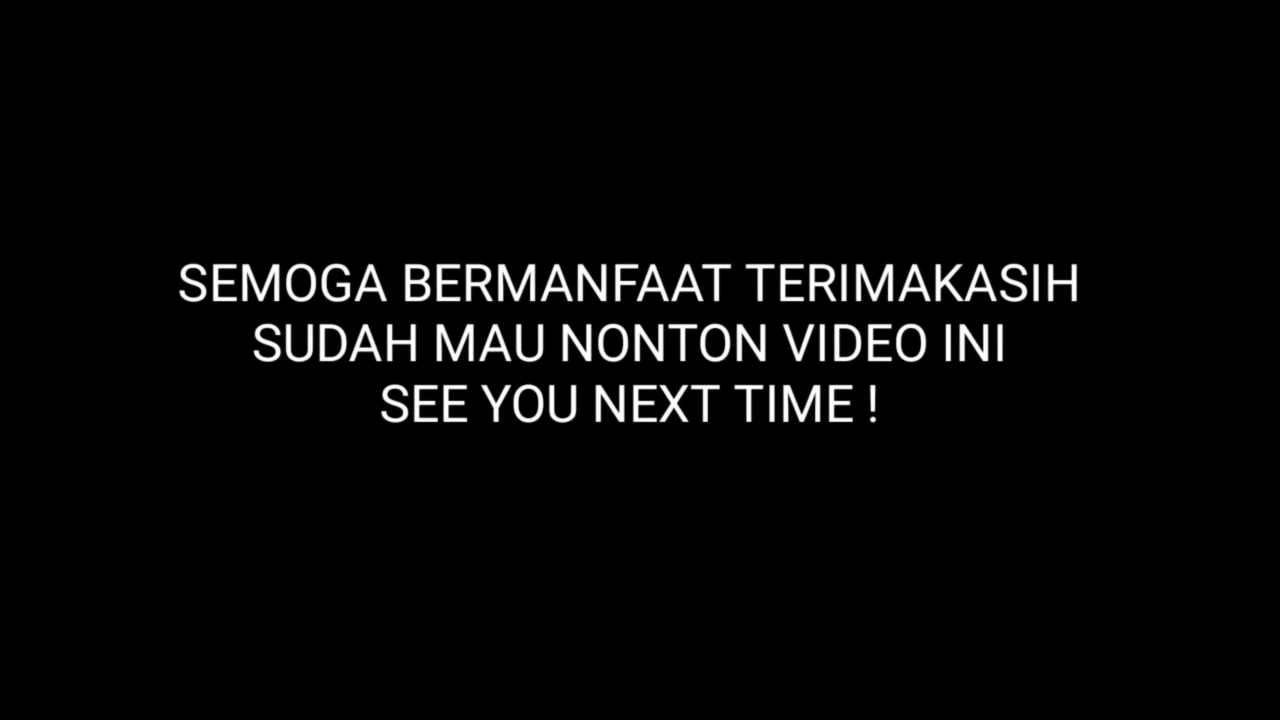 SEMOGA BERMANFAAT TERIMAKASIH
SUDAH MAU NONTON VIDEO INI
SEE YOU NEXT TIME !